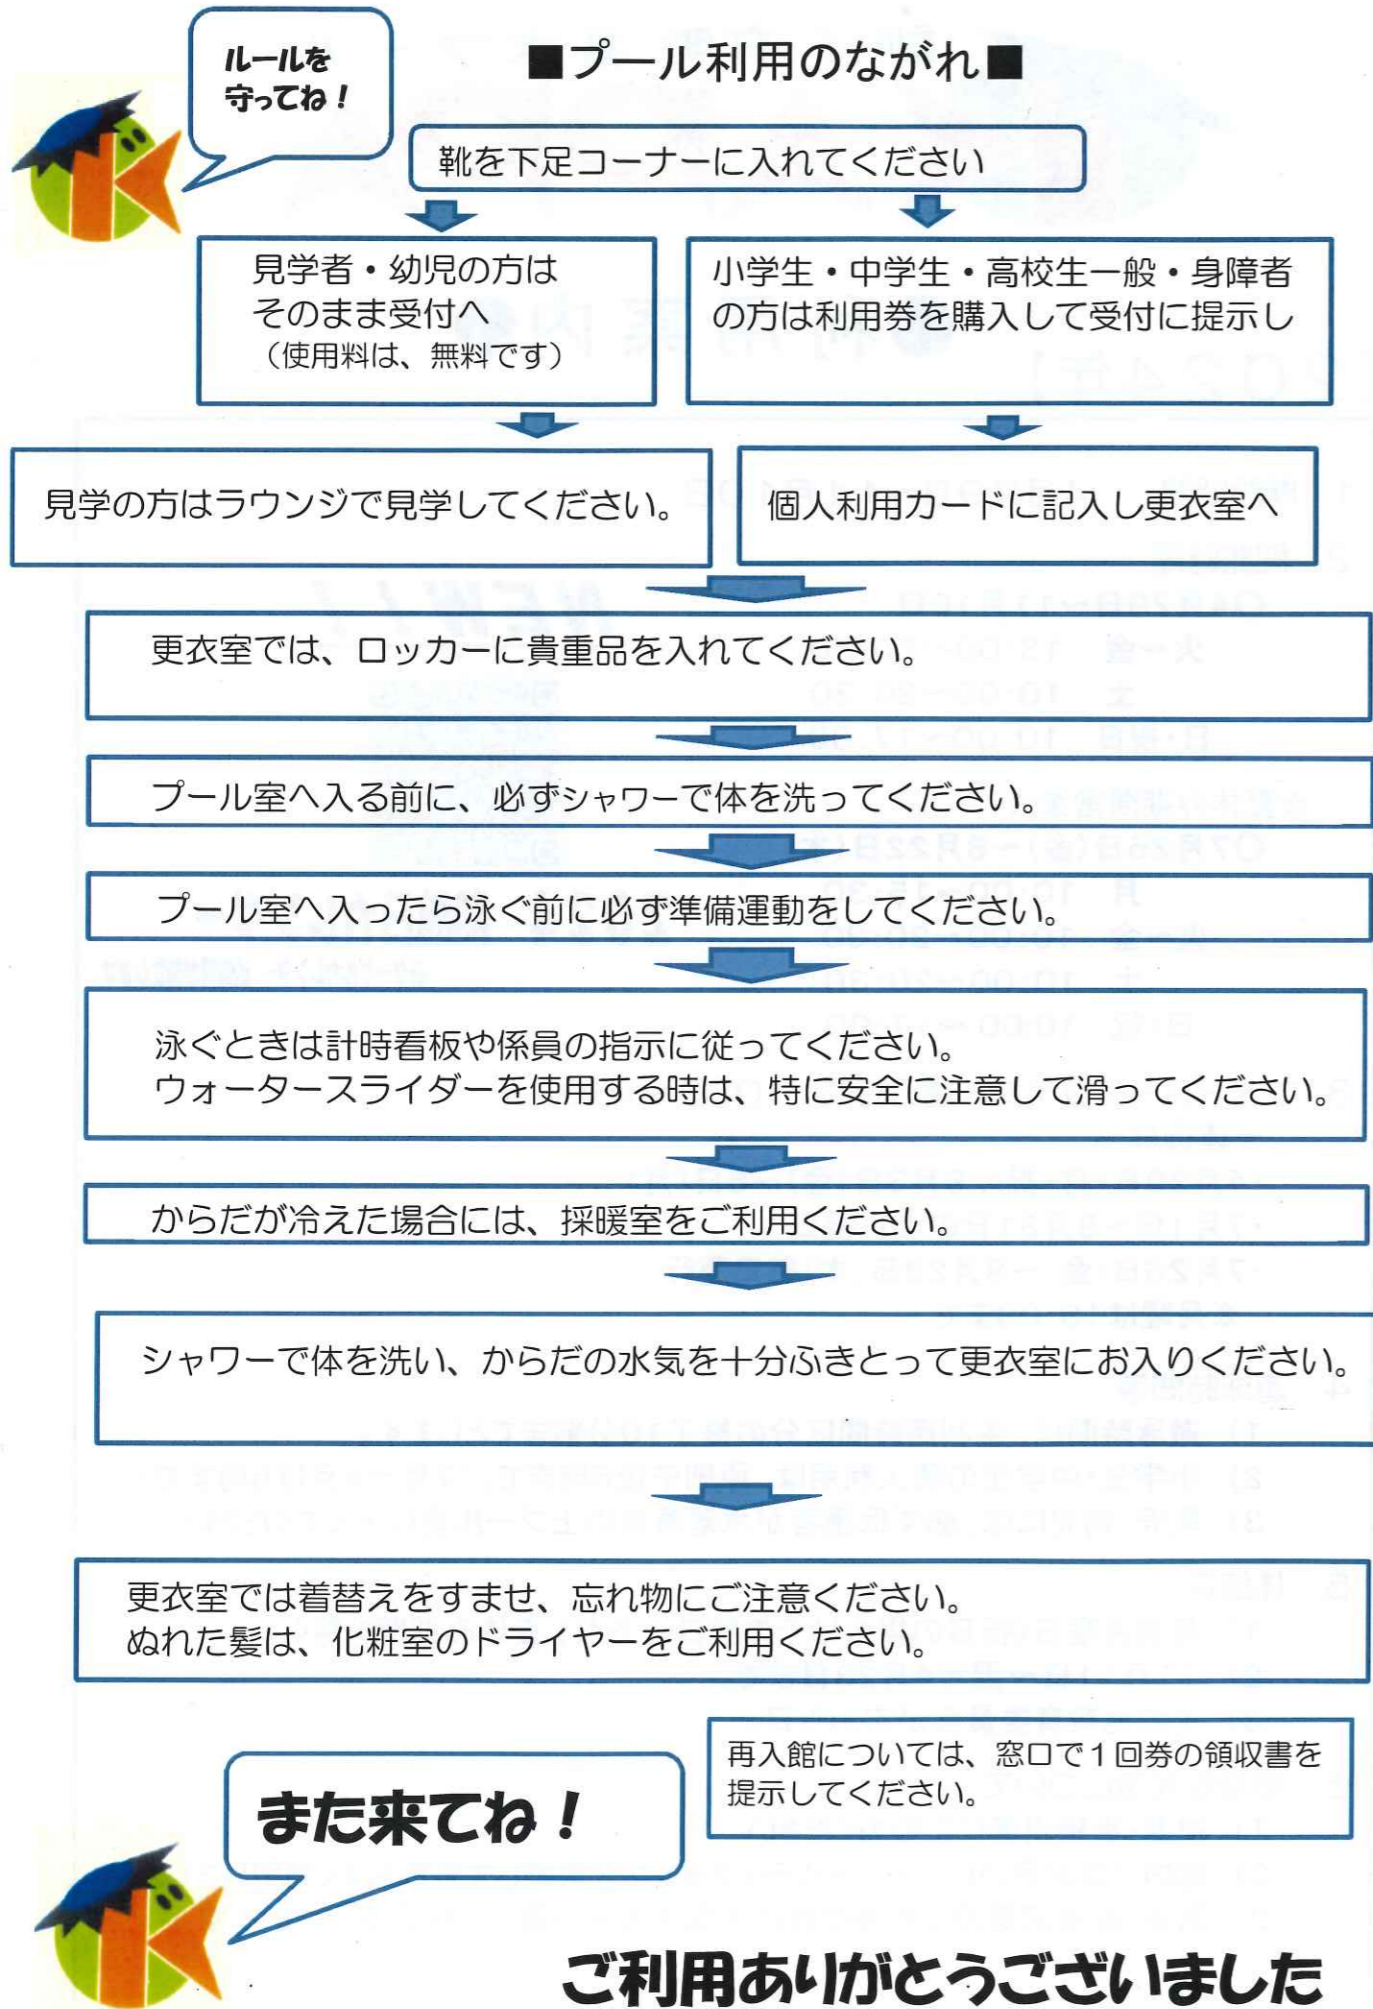 ルールを
守ってね！
■プール利用のながれ■
靴を下足コーナーに入れてください
見学者・幼児の方は
そのまま受付へ
（使用料は、無料です）
小学生・中学生・高校生一般・身障者
の方は利用券を購入して受付に提示し
見学の方はラウンジで見学してください。
個人利用カードに記入し更衣室へ
更衣室では、ロッカーに貴重品を入れてください。
プール室へ入る前に、必ずシャワーで体を洗ってください。
プール室へ入ったら泳ぐ前に必ず準備運動をしてください。
泳ぐときは計時看板や係員の指示に従ってください。
ウォータースライダーを使用する時は、特に安全に注意して滑ってください。
からだが冷えた場合には、採暖室をご利用ください。
シャワーで体を洗い、からだの水気を十分ふきとって更衣室にお入りください。
更衣室では着替えをすませ、忘れ物にご注意ください。
ぬれた髪は、化粧室のドライヤーをご利用ください。
再入館については、窓口で１回券の領収書を
提示してください。
また来てね！
ご利用ありがとうございました